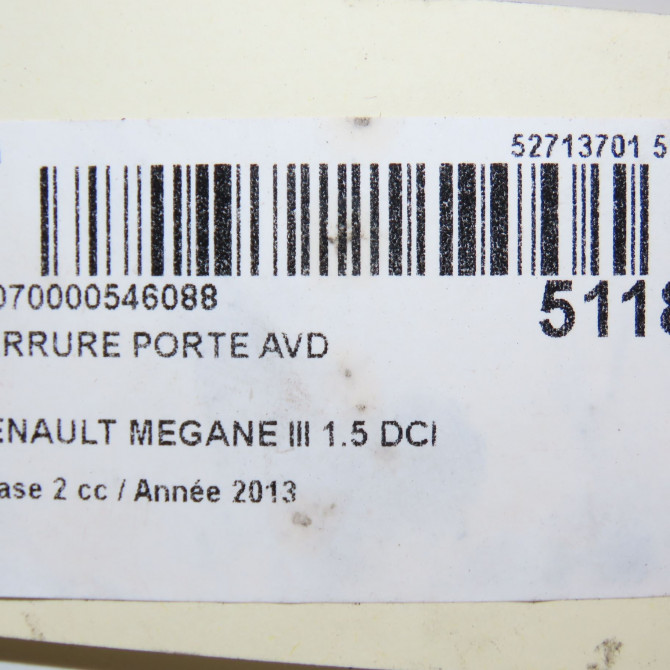 52713701 5
070000546088
5118
RRURE PORTE AVD
ENAULT MEGANE III 1.5 DCI
ase 2 cc / Année 2013